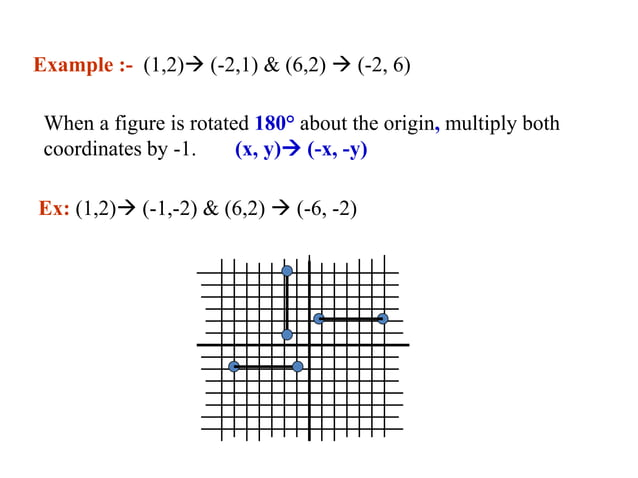 Example :- (1,2)→ (-2,1) & (6,2) → (-2, 6)
When a figure is rotated 180° about the origin, multiply both
coordinates by -1. (x, y)→ (-x, -y)
Ex: (1,2)→ (-1,-2) & (6,2) → (-6, -2)